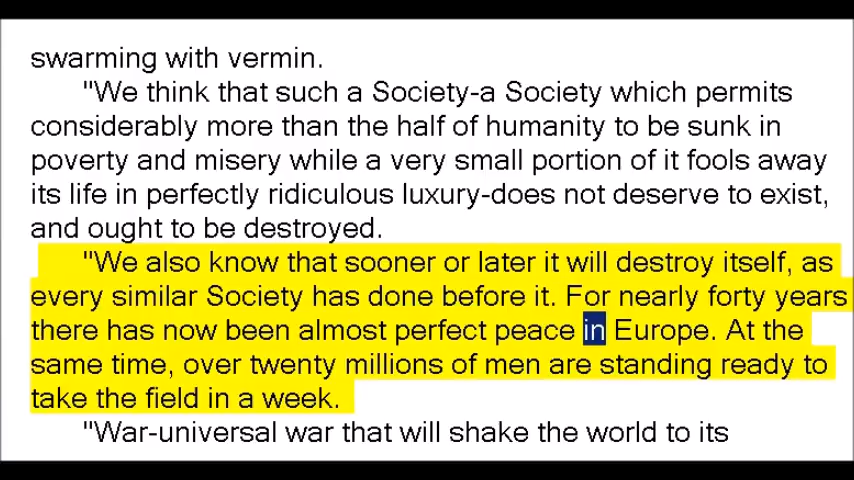 swarming with vermin.
"We think that such a Society-a Society which permits
considerably more than the half of humanity to be sunk in
poverty and misery while a very small portion of it fools away
its life in perfectly ridiculous luxury-does not deserve to exist,
and ought to be destroyed.
"We also know that sooner or later it will destroy itself, as
every similar Society has done before it. For nearly forty years
there has now been almost perfect peace in Europe. At the
same time, over twenty millions of men are standing ready to
take the field in a week.
"War-universal war that will shake the world to its